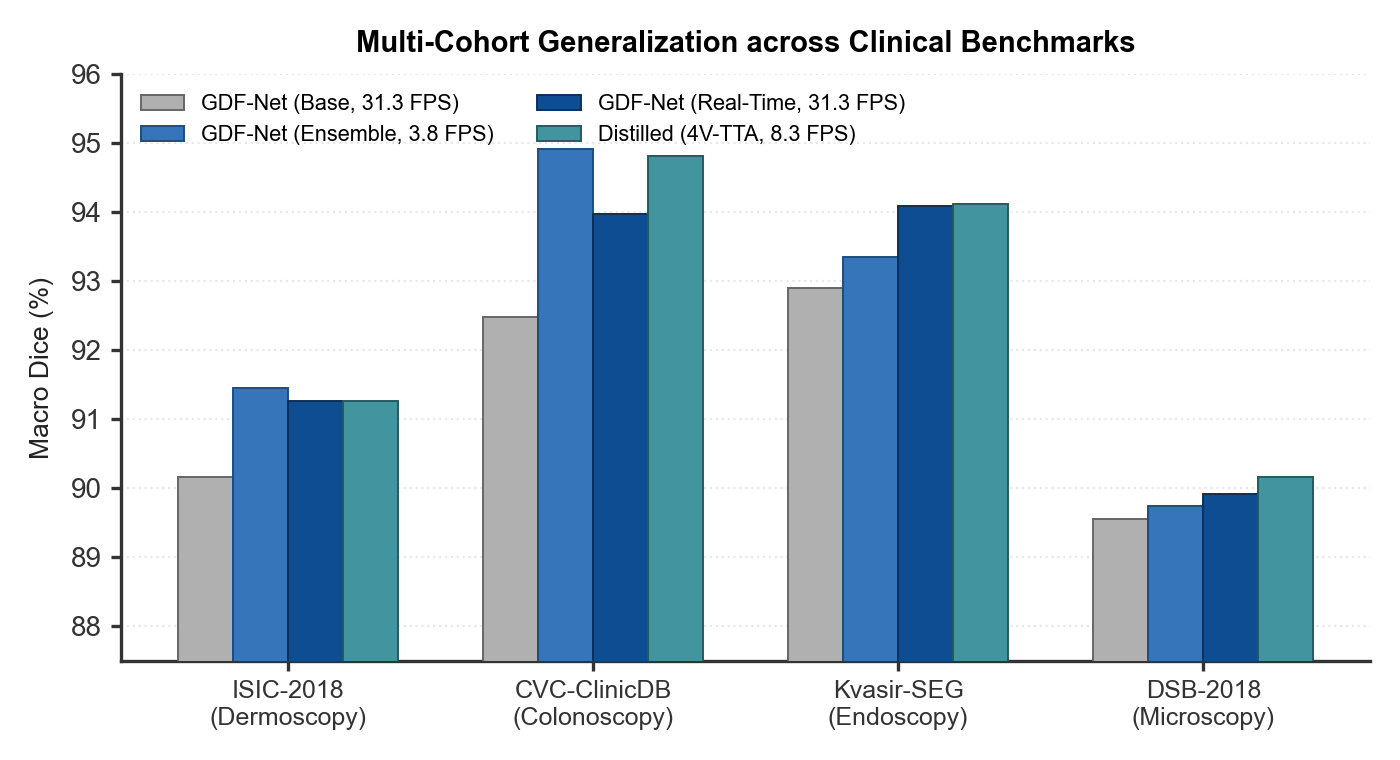 Multi-Cohort Generalization across Clinical Benchmarks
GDF-Net (Base, 31.3 FPS)
GDF-Net (Ensemble, 3.8 FPS)
GDF-Net (Real-Time, 31.3 FPS)
Distilled (4V-TTA, 8.3 FPS)
Macro Dice (%)
96
95
94
93
92
91
90
89
88
ISIC-2018
(Dermoscopy)
CVC-ClinicDB
(Colonoscopy)
Kvasir-SEG
(Endoscopy)
DSB-2018
(Microscopy)